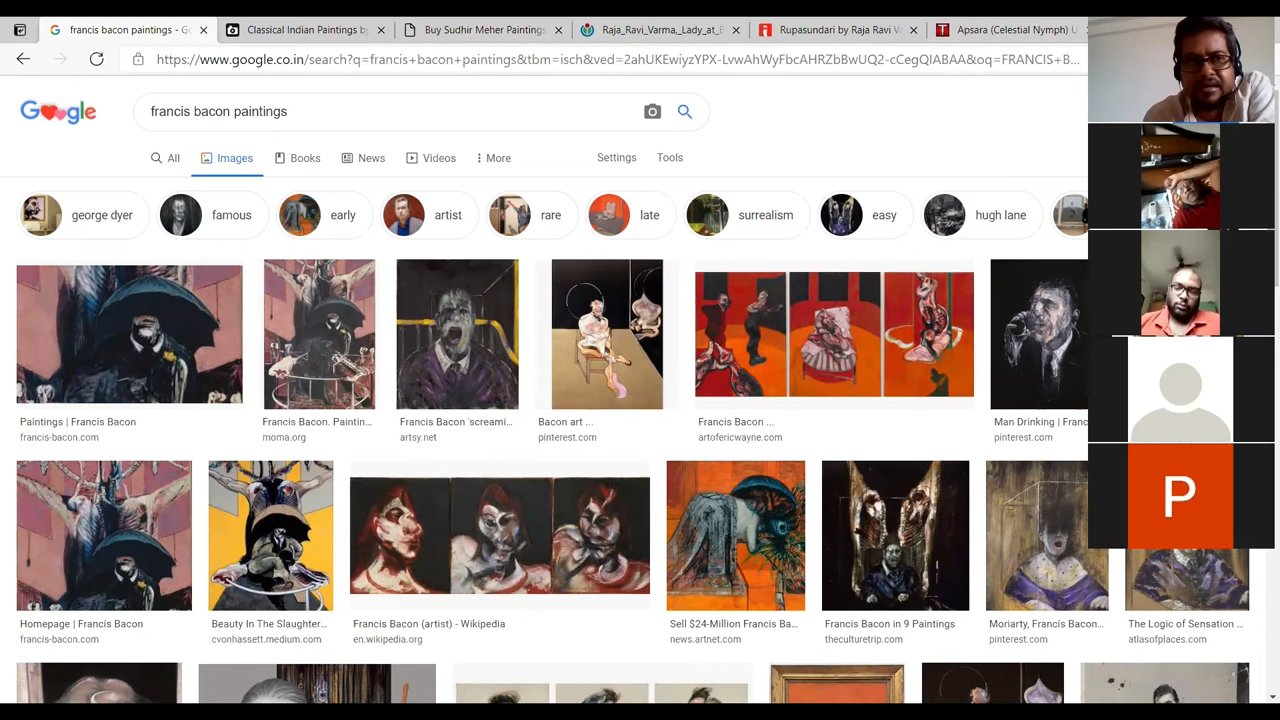 francis bacon paintings - Go
Classical Indian Paintings by
Buy Sudhir Meher Paintings
Raja_Ravi_Varma,_Lady_at_B
Rupasundari by Raja Ravi Va
Apsara (Celestial Nymph) U
https://www.google.co.in/search?q=francis+bacon+paintings&tbm=isch&ved=2ahUKEwiyzYPX-LvwAhWyFbcAHRZbBwUQ2-cCegQIABAA&oq=FRANCIS+B...
Google
francis bacon paintings
All Images Books News Videos More Settings Tools
george dyer famous early artist rare late surrealism easy hugh lane
Paintings | Francis Bacon
francis-bacon.com
Francis Bacon. Paintin...
moma.org
Francis Bacon 'screami...
artsy.net
Bacon art ...
pinterest.com
Francis Bacon ...
artofericwayne.com
Man Drinking | Franc
pinterest.com
Homepage | Francis Bacon
francis-bacon.com
Beauty In The Slaughter...
cvonhassett.medium.com
Francis Bacon (artist) - Wikipedia
en.wikipedia.org
Sell $24-Million Francis Ba...
news.artnet.com
Francis Bacon in 9 Paintings
theculturetrip.com
Moriarty, Francis Bacon...
pinterest.com
The Logic of Sensation ...
atlasofplaces.com
P